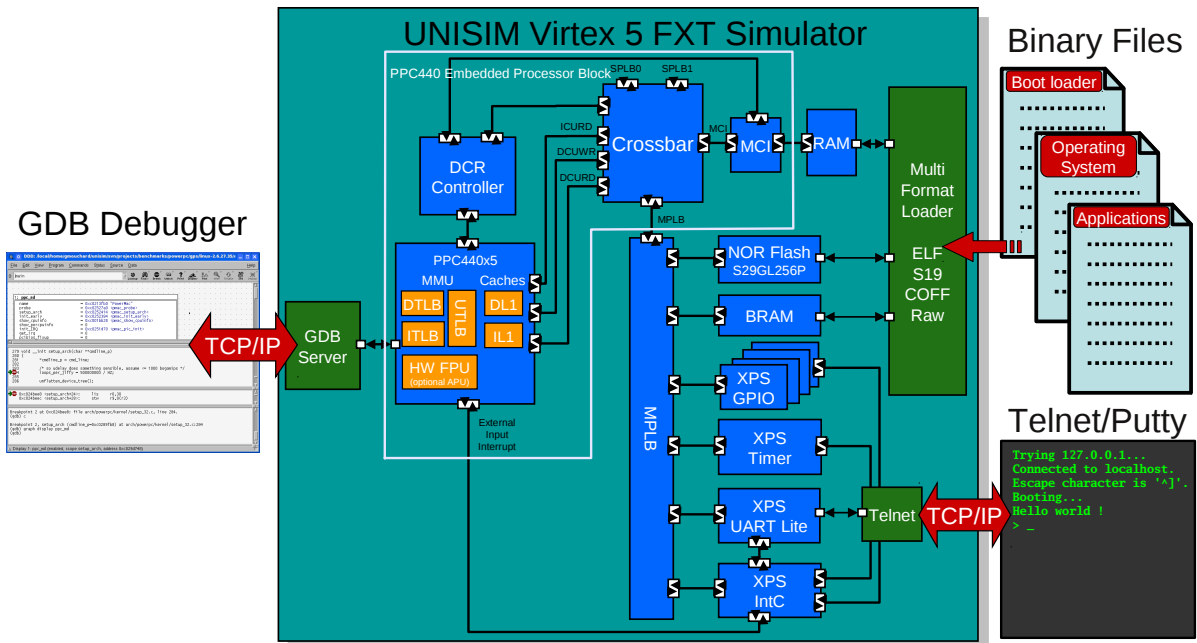 UNISIM Virtex 5 FXT Simulator
Binary Files
PPC440 Embedded Processor Block
SPLB0
SPLB1
Boot loader
Operating
System
Applications
DCR
Controller
ICURD
DCUWR
DCURD
Crossbar
MCI
MCI
RAM
MPLB
Multi
Format
Loader
ELF
S19
COFF
Raw
GDB Debugger
TCP/IP
GDB
Server
PPC440x5
MMU
Caches
DTLB
UTLB
DL1
ITLB
IL1
HW FPU
(optional APU)
External
Input
Interrupt
MPLB
NOR Flash
S29GL256P
BRAM
XPS
GPIO
XPS
Timer
XPS
UART Lite
XPS
IntC
Telnet
TCP/IP
Telnet/Putty
Trying 127.0.0.1...
Connected to localhost.
Escape character is '^]'.
Booting...
Hello world !
> _